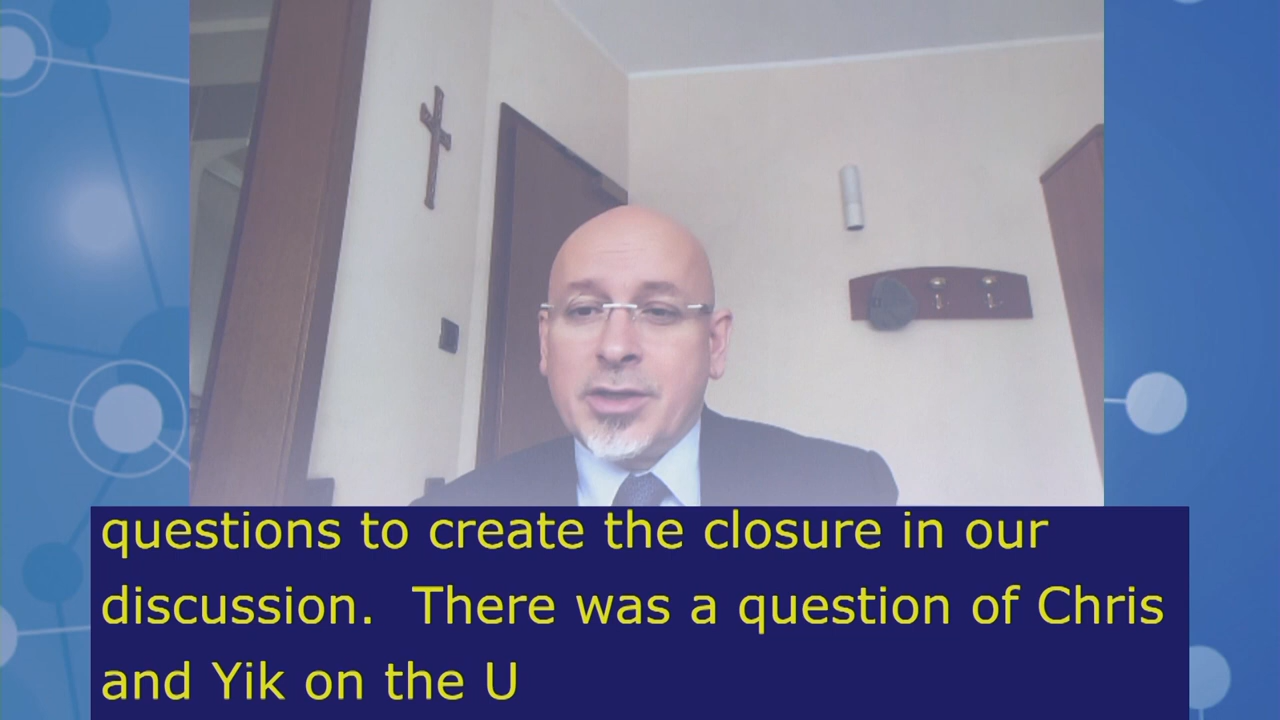 questions to create the closure in our
discussion.  There was a question of Chris
and Yik on the U